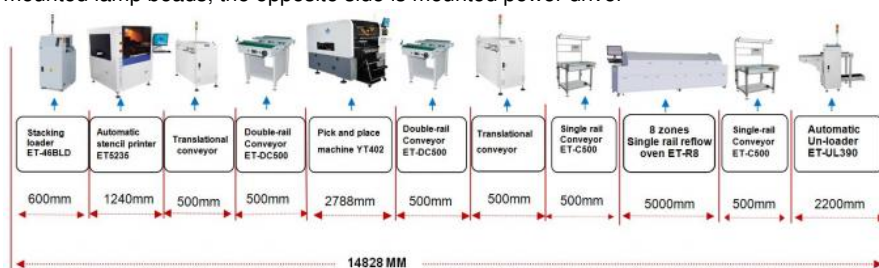 mounted lamp beads, the opposite side is mounted power driver
Stacking
loader
ET-46BLD
Automatic
stencil printer
ET5235
Translational
conveyor
Double-rail
Conveyor
ET-DC500
Pick and place
machine YT402
Double-rail
Conveyor
ET-DC500
Translational
conveyor
Single rail
Conveyor
ET-C500
8 zones
Single rail reflow
oven ET-R8
Single-rail
Conveyor
ET-C500
Automatic
Un-loader
ET-UL390
600mm
1240mm
500mm
500mm
2788mm
500mm
500mm
500mm
5000mm
500mm
2200mm
14828 MM